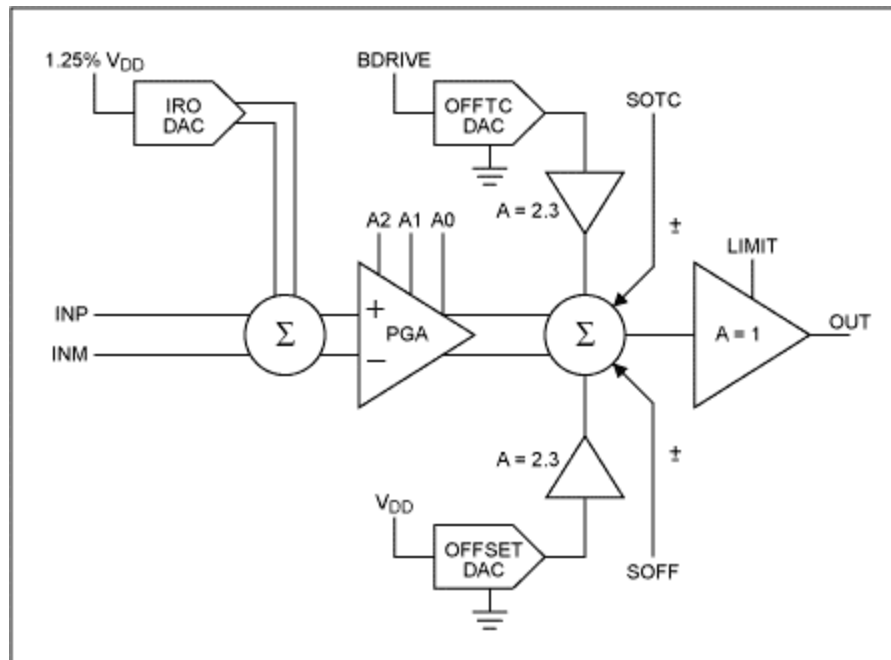 1.25% VDD
IRO
DAC
BDRIVE
OFFTC
DAC
SOTC
A = 2.3
±
A2 A1 A0
LIMIT
INP
INM
Σ
+
−
PGA
Σ
A = 1
OUT
A = 2.3
±
VDD
OFFSET
DAC
SOFF